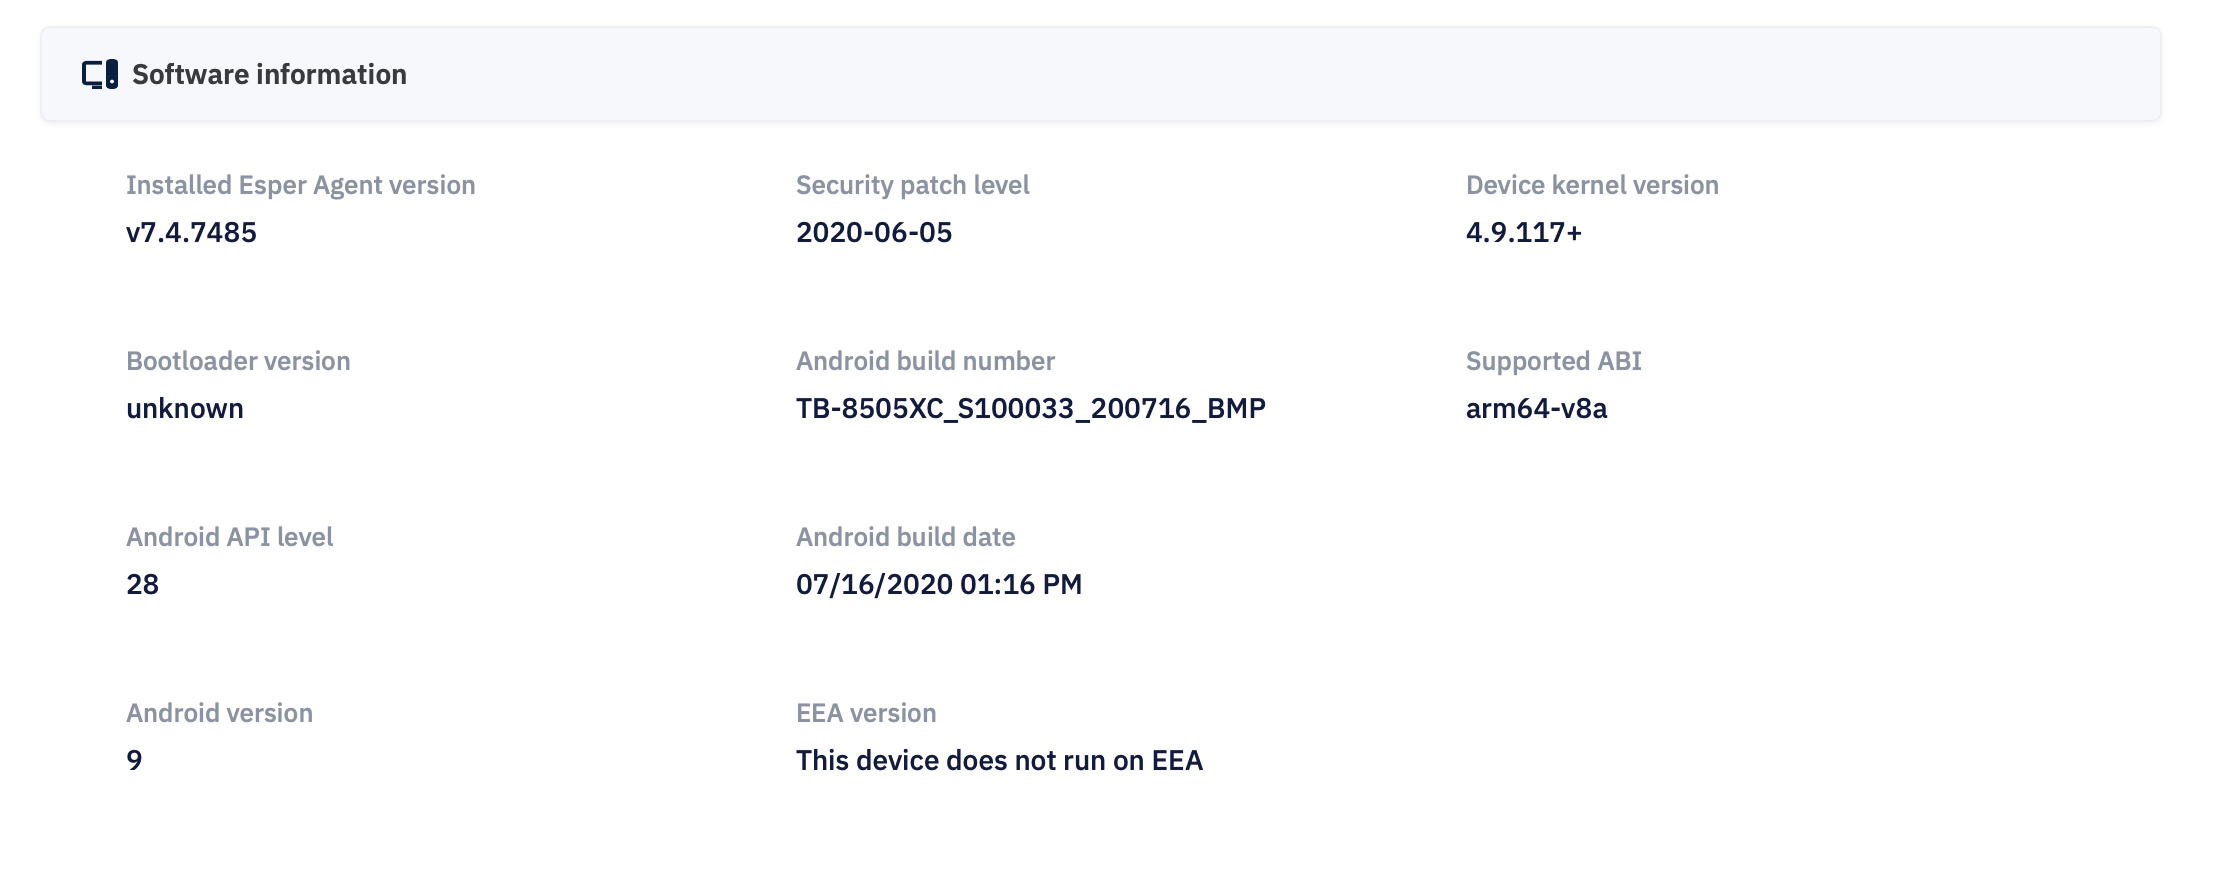 Software information
Installed Esper Agent version
v7.4.7485
Security patch level
2020-06-05
Device kernel version
4.9.117+
Bootloader version
unknown
Android build number
TB-8505XC_S100033_200716_BMP
Supported ABI
arm64-v8a
Android API level
28
Android build date
07/16/2020 01:16 PM
Android version
9
EEA version
This device does not run on EEA